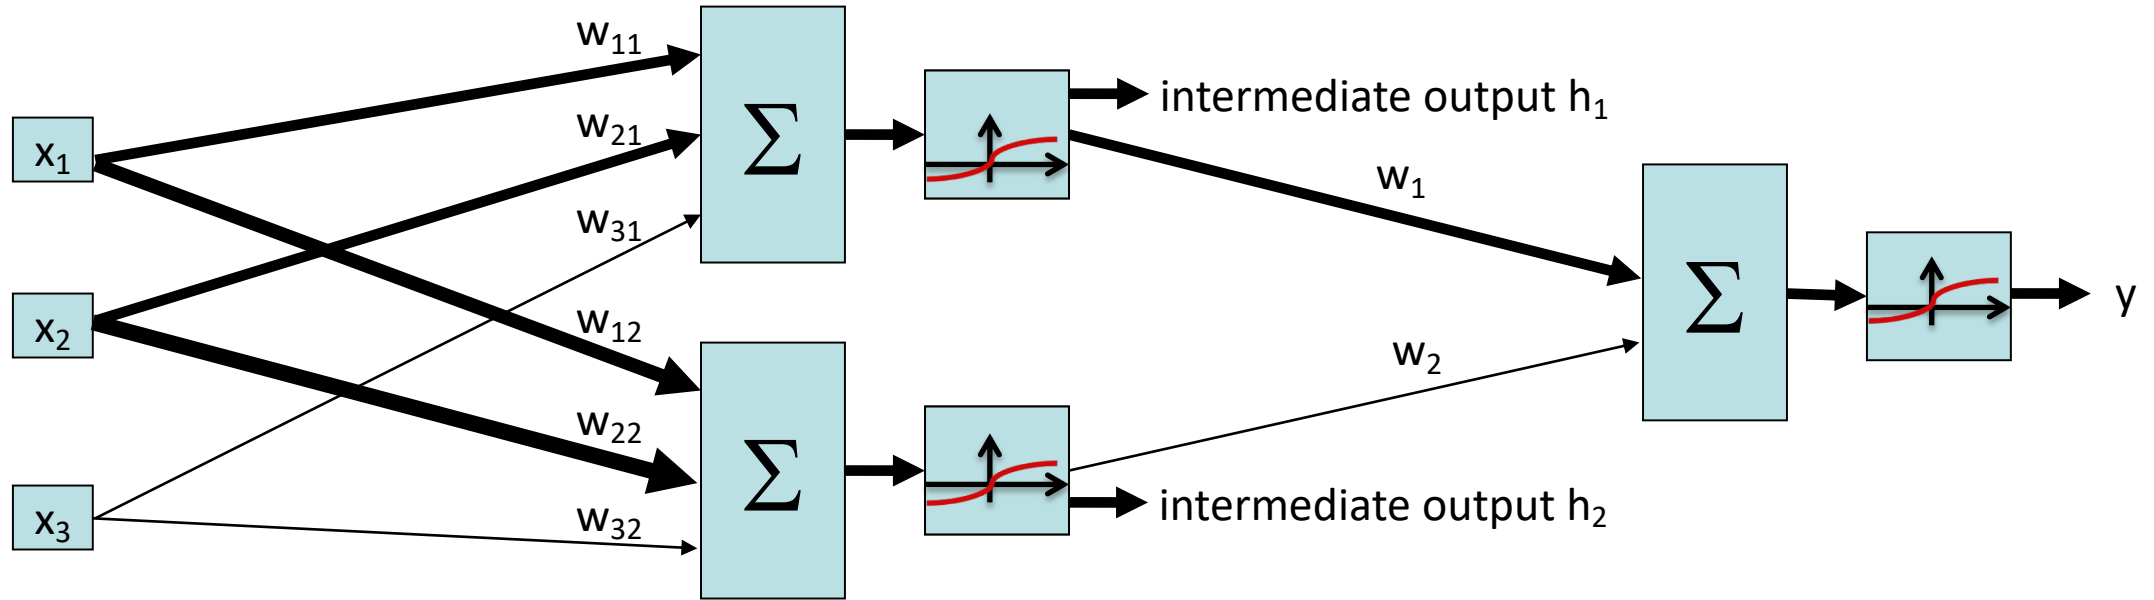 x₁
x₂
x₃
w₁₁
w₂₁
w₃₁
w₁₂
w₂₂
w₃₂
Σ
Σ
intermediate output h₁
intermediate output h₂
w₁
w₂
Σ
y